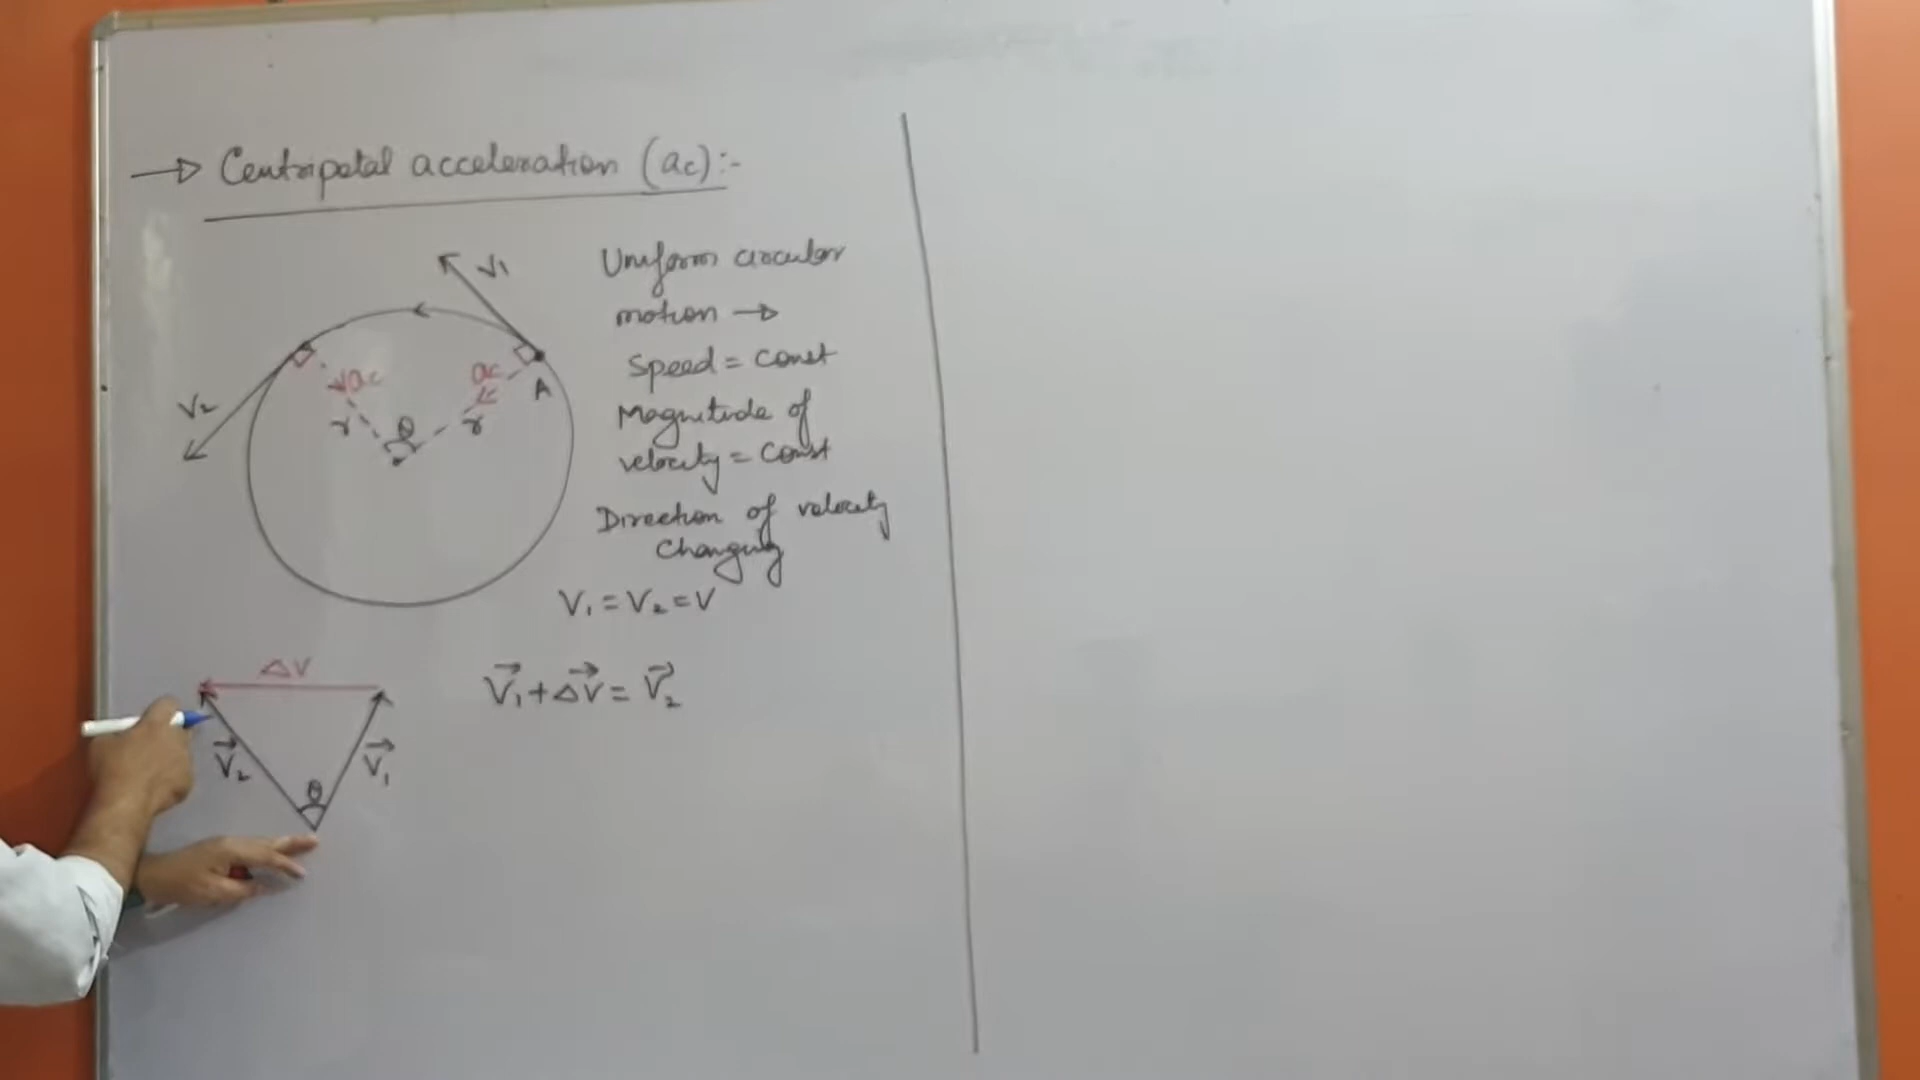 → Centripetal acceleration (ac):-
V1
Uniform circular
motion →
Speed = const
ac
ac
A
V2
r
θ
r
Magnitude of
velocity = Const
Direction of velocity
Changing
V1 = V2 = V
ΔV
V⃗1 + ΔV⃗ = V⃗2
V⃗2
V⃗1
θ